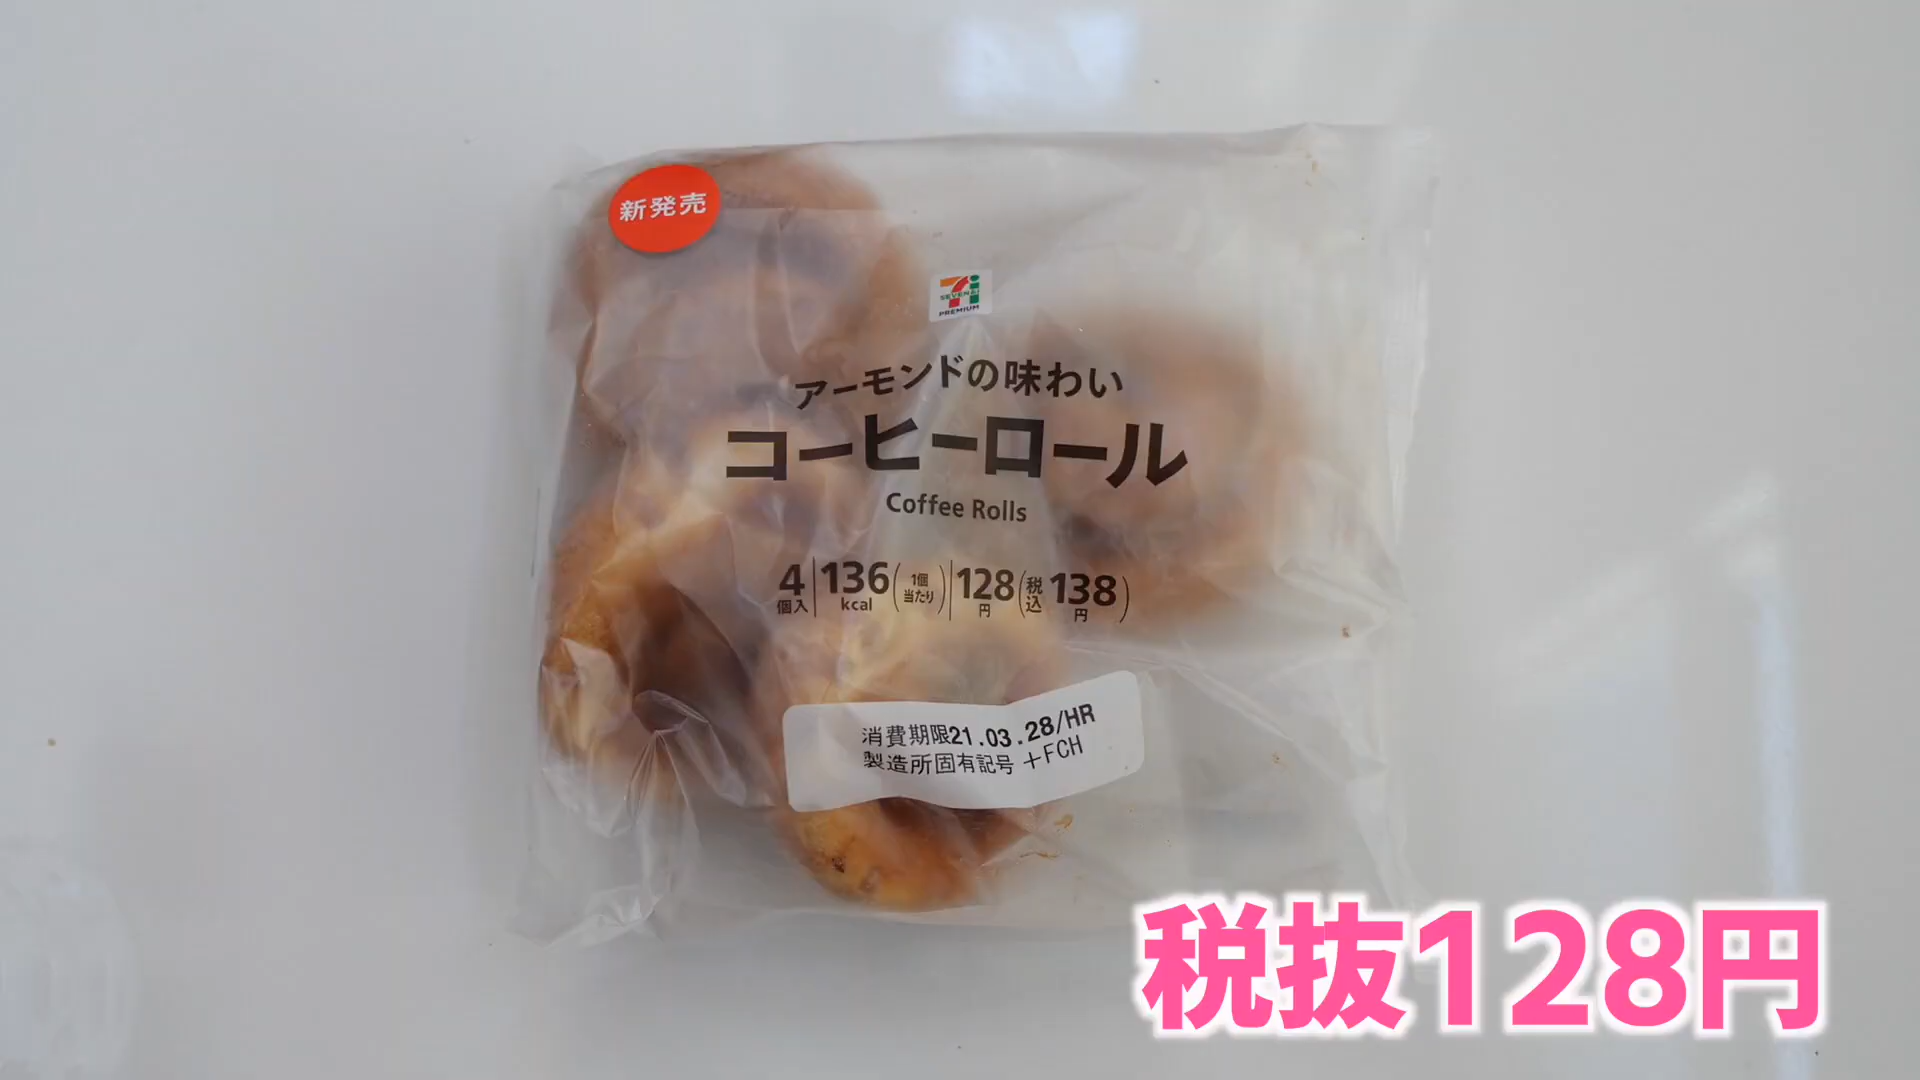 新発売
SEVEN&i
PREMIUM
アーモンドの味わい
コーヒーロール
Coffee Rolls
4個入 136kcal(1個当たり) 128円(税込138円)
消費期限21.03.28/HR
製造所固有記号 +FCH
税抜128円